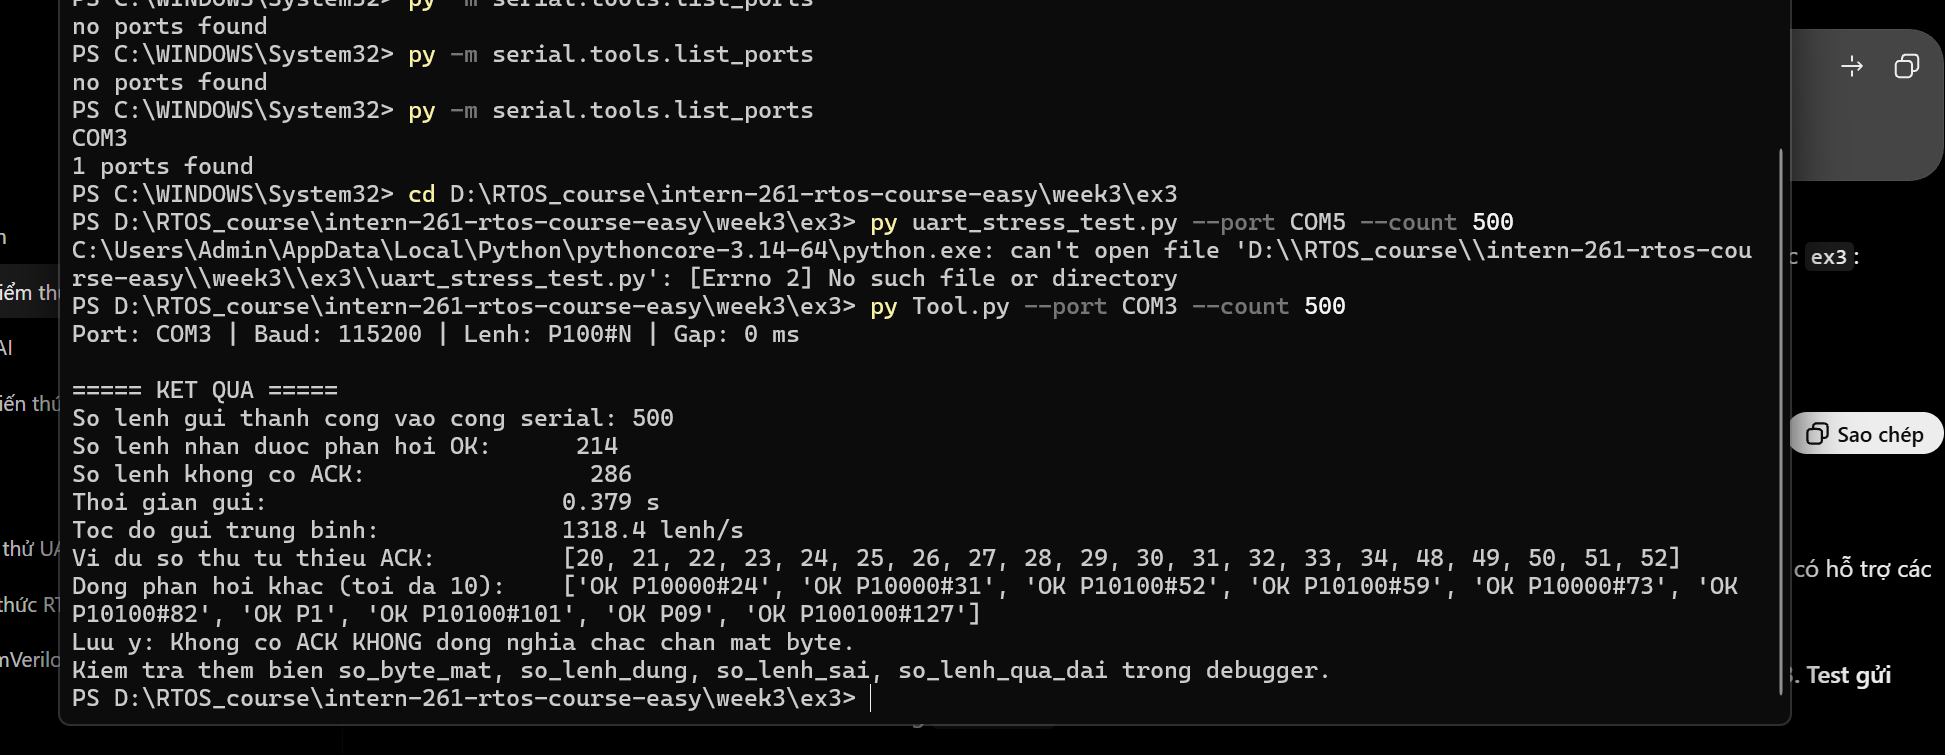 PS C:\WINDOWS\System32> py -m serial.tools.list_ports
no ports found
PS C:\WINDOWS\System32> py -m serial.tools.list_ports
no ports found
PS C:\WINDOWS\System32> py -m serial.tools.list_ports
COM3
1 ports found
PS C:\WINDOWS\System32> cd D:\RTOS_course\intern-261-rtos-course-easy\week3\ex3
PS D:\RTOS_course\intern-261-rtos-course-easy\week3\ex3> py uart_stress_test.py --port COM5 --count 500
C:\Users\Admin\AppData\Local\Python\pythoncore-3.14-64\python.exe: can't open file 'D:\\RTOS_course\\intern-261-rtos-cou
rse-easy\\week3\\ex3\\uart_stress_test.py': [Errno 2] No such file or directory
PS D:\RTOS_course\intern-261-rtos-course-easy\week3\ex3> py Tool.py --port COM3 --count 500
Port: COM3 | Baud: 115200 | Lenh: P100#N | Gap: 0 ms
===== KET QUA =====
So lenh gui thanh cong vao cong serial: 500
So lenh nhan duoc phan hoi OK: 214
So lenh khong co ACK: 286
Thoi gian gui: 0.379 s
Toc do gui trung binh: 1318.4 lenh/s
Vi du so thu tu thieu ACK: [20, 21, 22, 23, 24, 25, 26, 27, 28, 29, 30, 31, 32, 33, 34, 48, 49, 50, 51, 52]
Dong phan hoi khac (toi da 10): ['OK P10000#24', 'OK P10000#31', 'OK P10100#52', 'OK P10100#59', 'OK P10000#73', 'OK
P10100#82', 'OK P1', 'OK P10100#101', 'OK P09', 'OK P100100#127']
Luu y: Khong co ACK KHONG dong nghia chac chan mat byte.
Kiem tra them bien so_byte_mat, so_lenh_dung, so_lenh_sai, so_lenh_qua_dai trong debugger.
PS D:\RTOS_course\intern-261-rtos-course-easy\week3\ex3>
AI
thử
thức
ex3:
Sao chép
có hỗ trợ các
. Test gửi